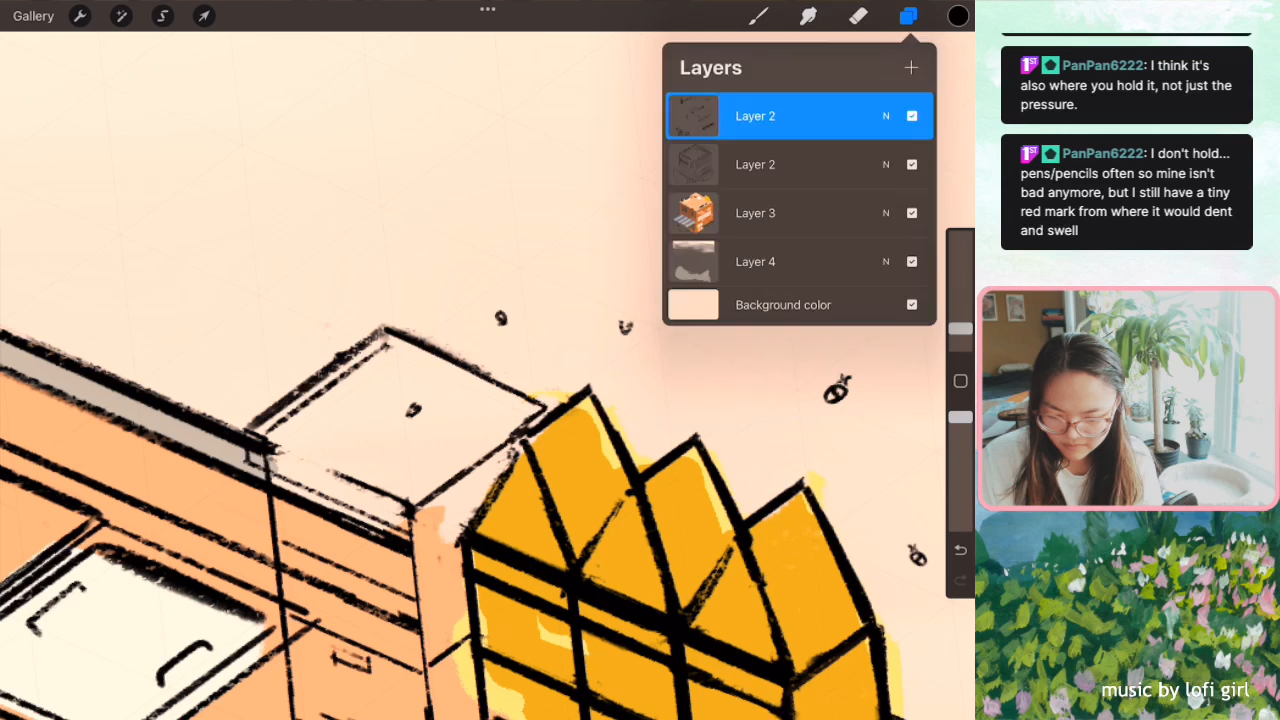 Gallery
Layers
Layer 2 N
Layer 2 N
Layer 3 N
Layer 4 N
Background color
1ST PanPan6222: I think it's
also where you hold it, not just the
pressure.
1ST PanPan6222: I don't hold...
pens/pencils often so mine isn't
bad anymore, but I still have a tiny
red mark from where it would dent
and swell
music by lofi girl